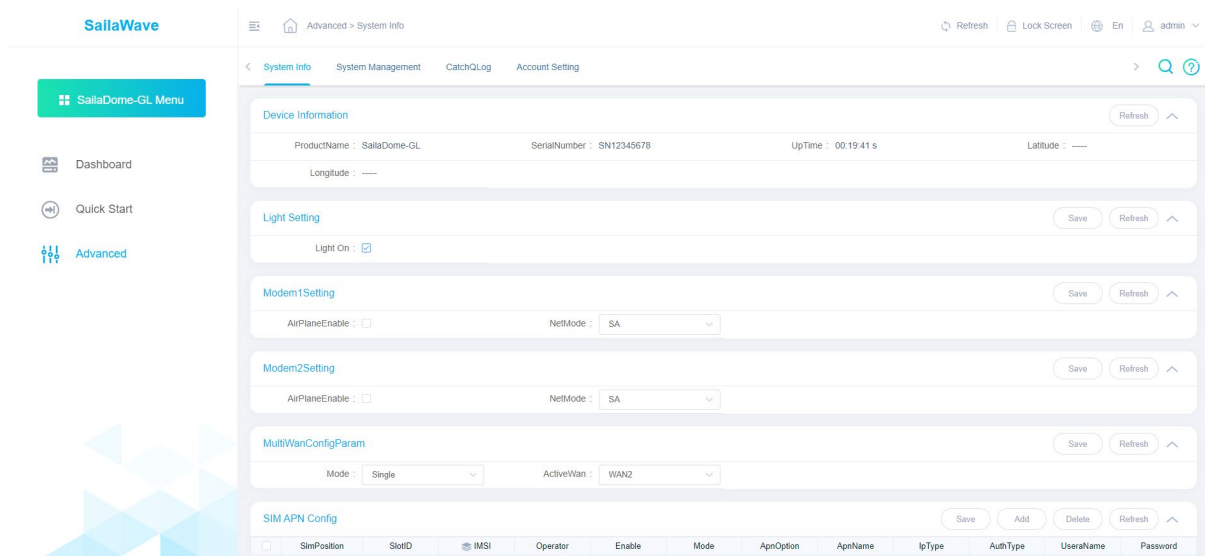 SailaWave
Advanced > System Info
Refresh
Lock Screen
En
admin
System Info System Management CatchQLog Account Setting
SailaDome-GL Menu
Dashboard
Quick Start
Advanced
Device Information Refresh
ProductName : SailaDome-GL SerialNumber : SN12345678 UpTime : 00:19:41 s Latitude : -----
Longitude : -----
Light Setting Save Refresh
Light On :
Modem1Setting Save Refresh
AirPlaneEnable : NetMode : SA
Modem2Setting Save Refresh
AirPlaneEnable : NetMode : SA
MultiWanConfigParam Save Refresh
Mode : Single ActiveWan : WAN2
SIM APN Config Save Add Delete Refresh
SimPosition SlotID IMSI Operator Enable Mode ApnOption ApnName IpType AuthType UseraName Password